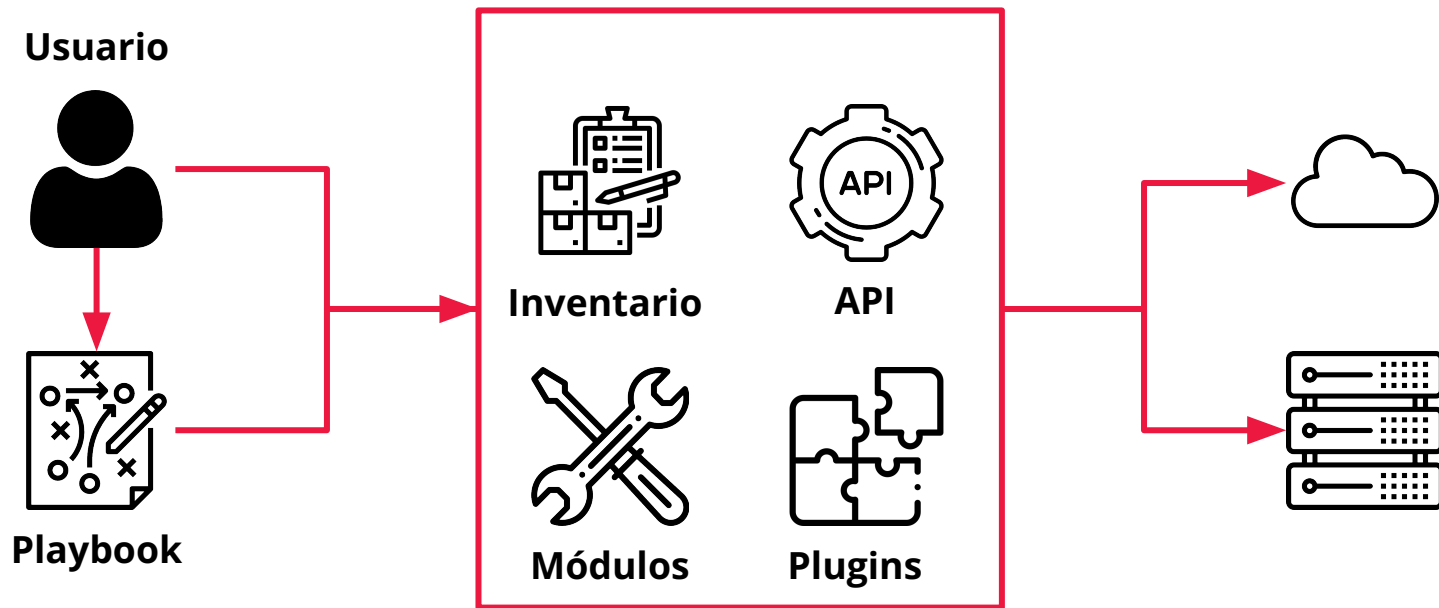 Usuario
Playbook
API
Inventario
API
Módulos
Plugins